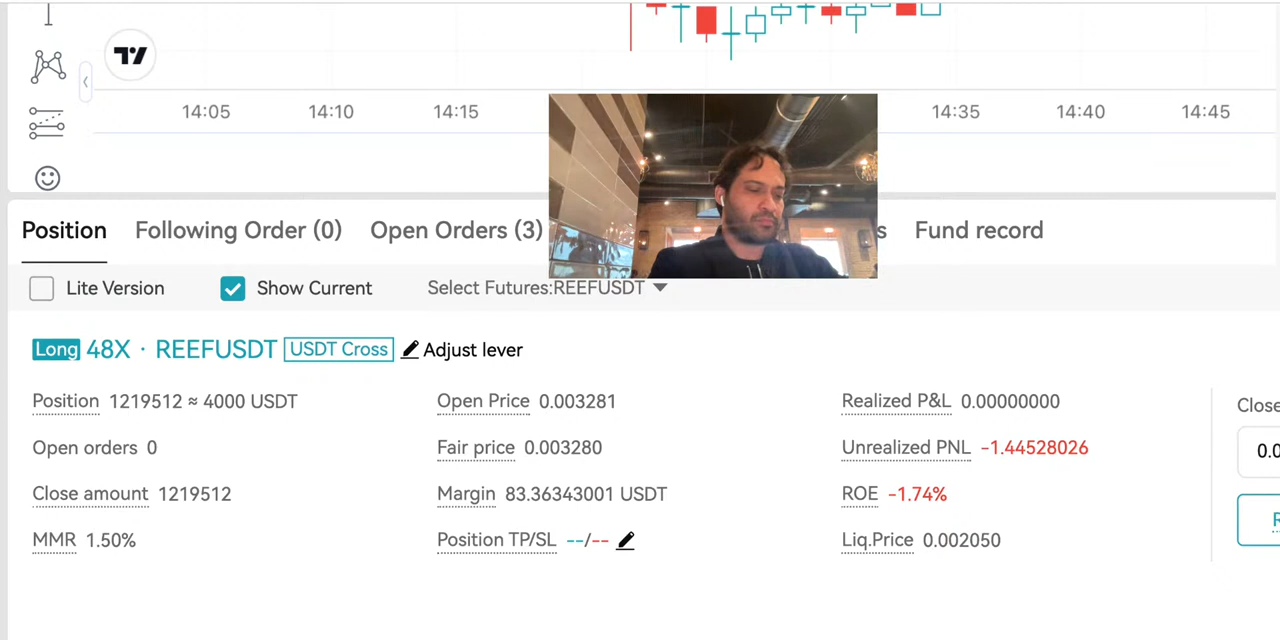 14:05 14:10 14:15 14:35 14:40 14:45
Position Following Order (0) Open Orders (3) s Fund record
Lite Version Show Current Select Futures:REEFUSDT
Long 48X · REEFUSDT USDT Cross Adjust lever
Position 1219512 ≈ 4000 USDT Open Price 0.003281 Realized P&L 0.00000000 Close
Open orders 0 Fair price 0.003280 Unrealized PNL -1.44528026 0.0
Close amount 1219512 Margin 83.36343001 USDT ROE -1.74%
MMR 1.50% Position TP/SL --/-- Liq.Price 0.002050